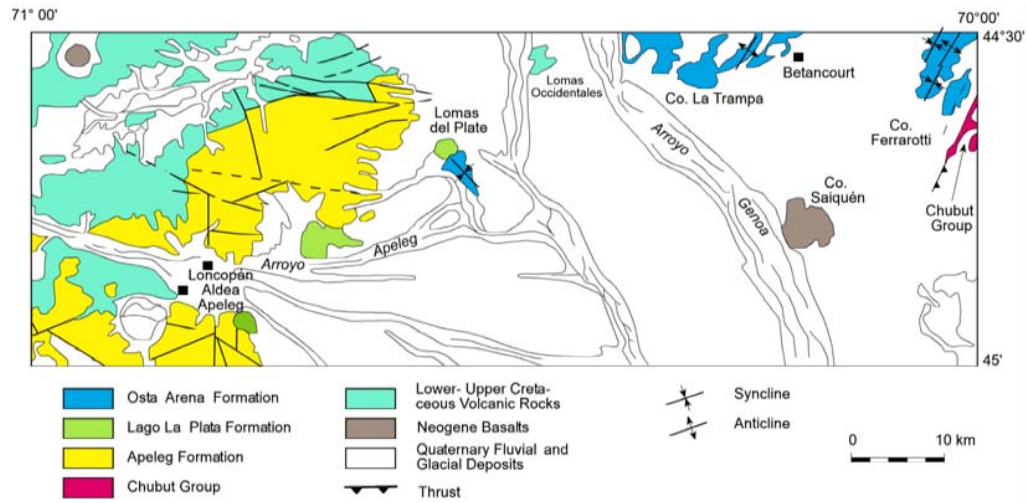 71° 00'
70°00'
44°30'
Betancourt
Lomas
Occidentales
Co. La Trampa
Lomas
del Plate
Co.
Ferrarotti
Arroyo
Genoa
Co.
Saiquén
Chubut
Group
Apeleg
Arroyo
Loncopán
Aldea
Apeleg
45'
Osta Arena Formation
Lago La Plata Formation
Apeleg Formation
Chubut Group
Lower- Upper Creta-
ceous Volcanic Rocks
Neogene Basalts
Quaternary Fluvial and
Glacial Deposits
Thrust
Syncline
Anticline
0 10 km